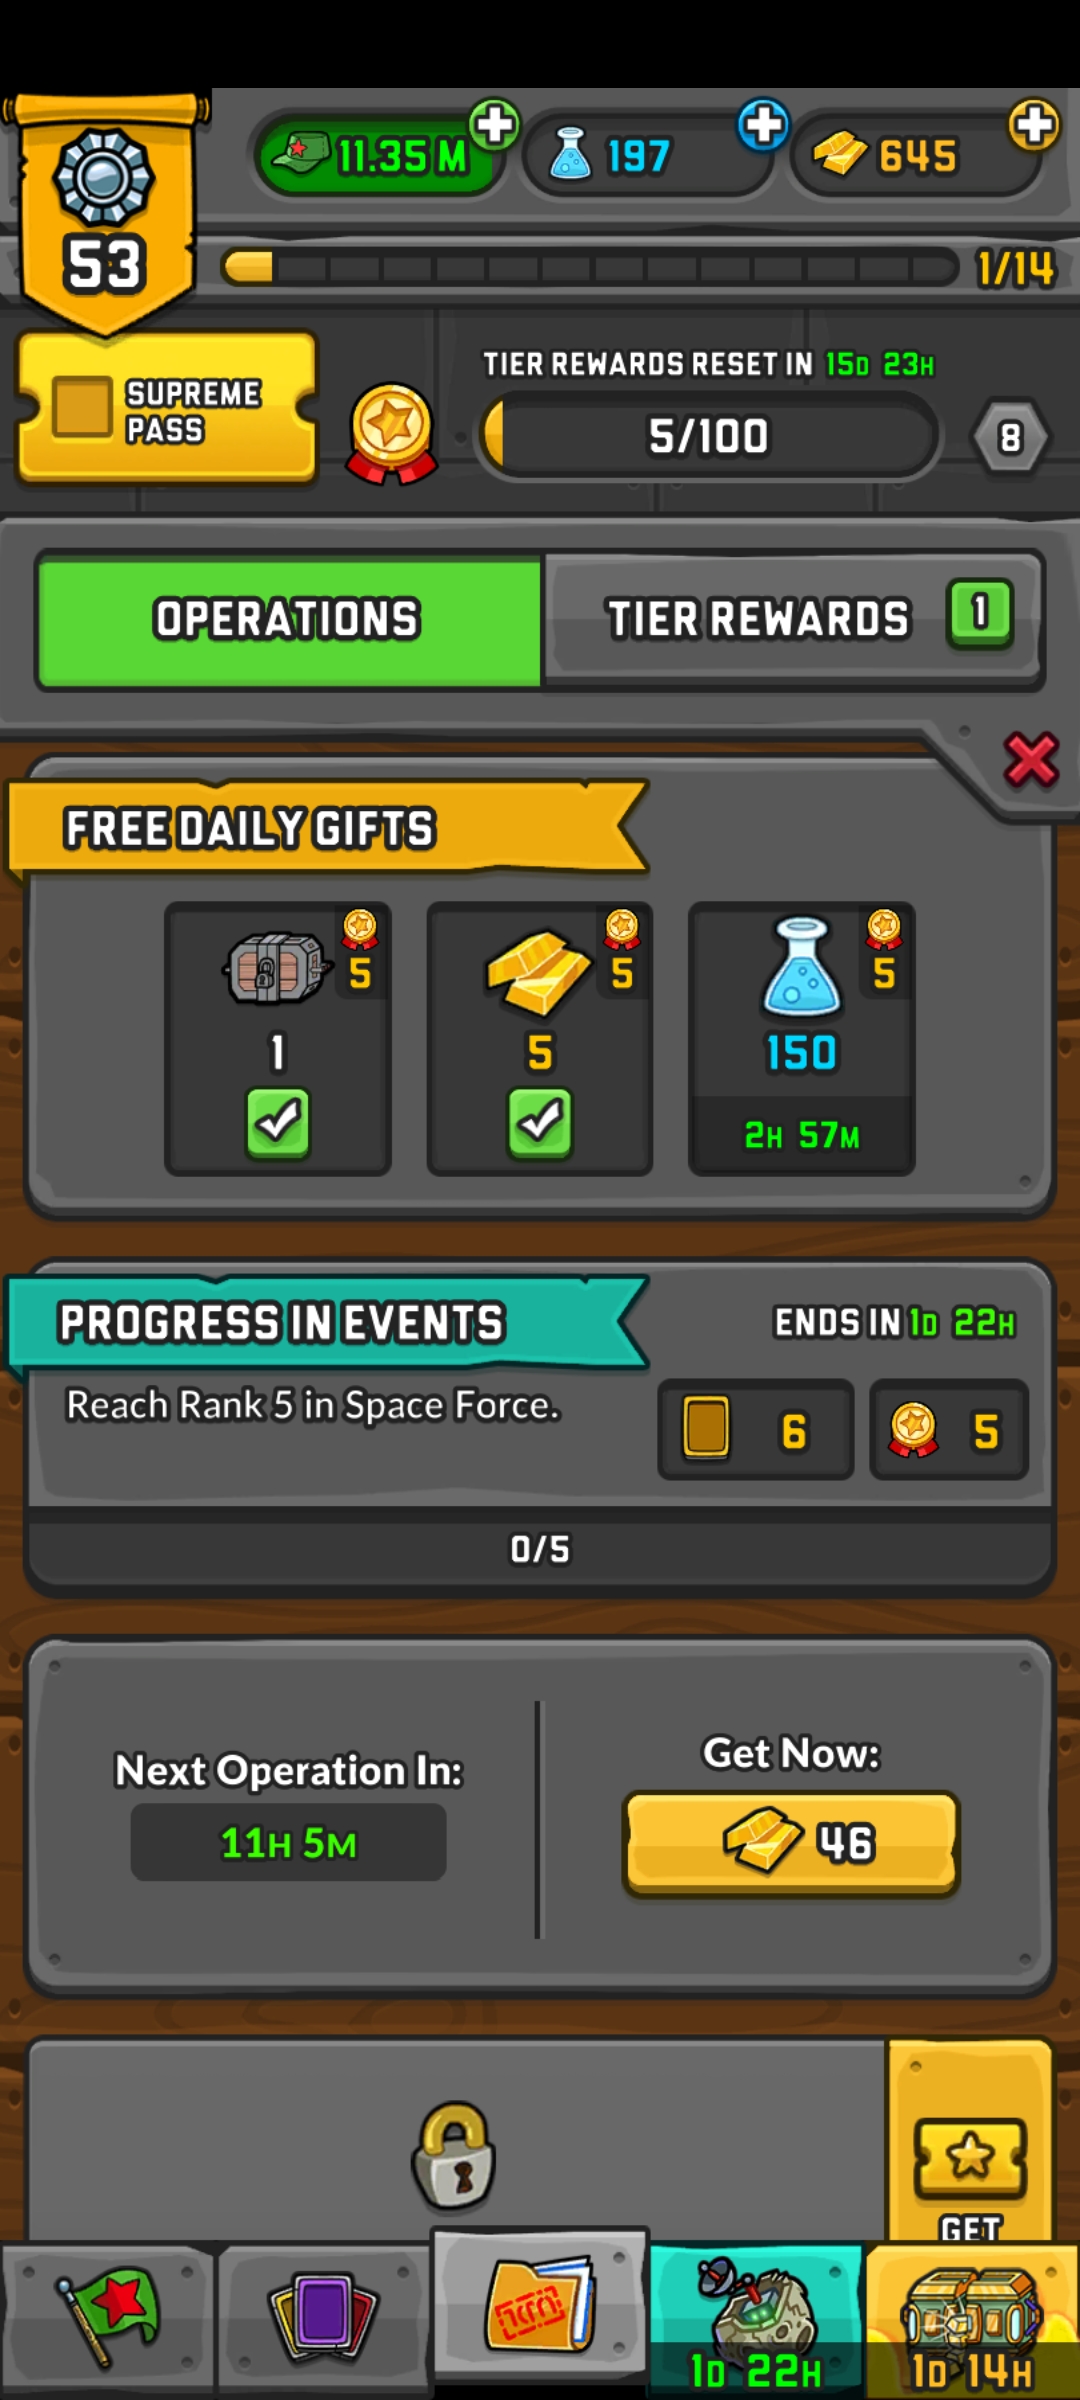 11.35 M
197
645
53
1/14
SUPREME
PASS
TIER REWARDS RESET IN 15D 23H
5/100
8
OPERATIONS
TIER REWARDS
1
FREE DAILY GIFTS
5
5
5
1
5
150
2H 57M
PROGRESS IN EVENTS
ENDS IN 1D 22H
Reach Rank 5 in Space Force.
6
5
0/5
Next Operation In:
11H 5M
Get Now:
46
GET
1D 22H
1D 14H